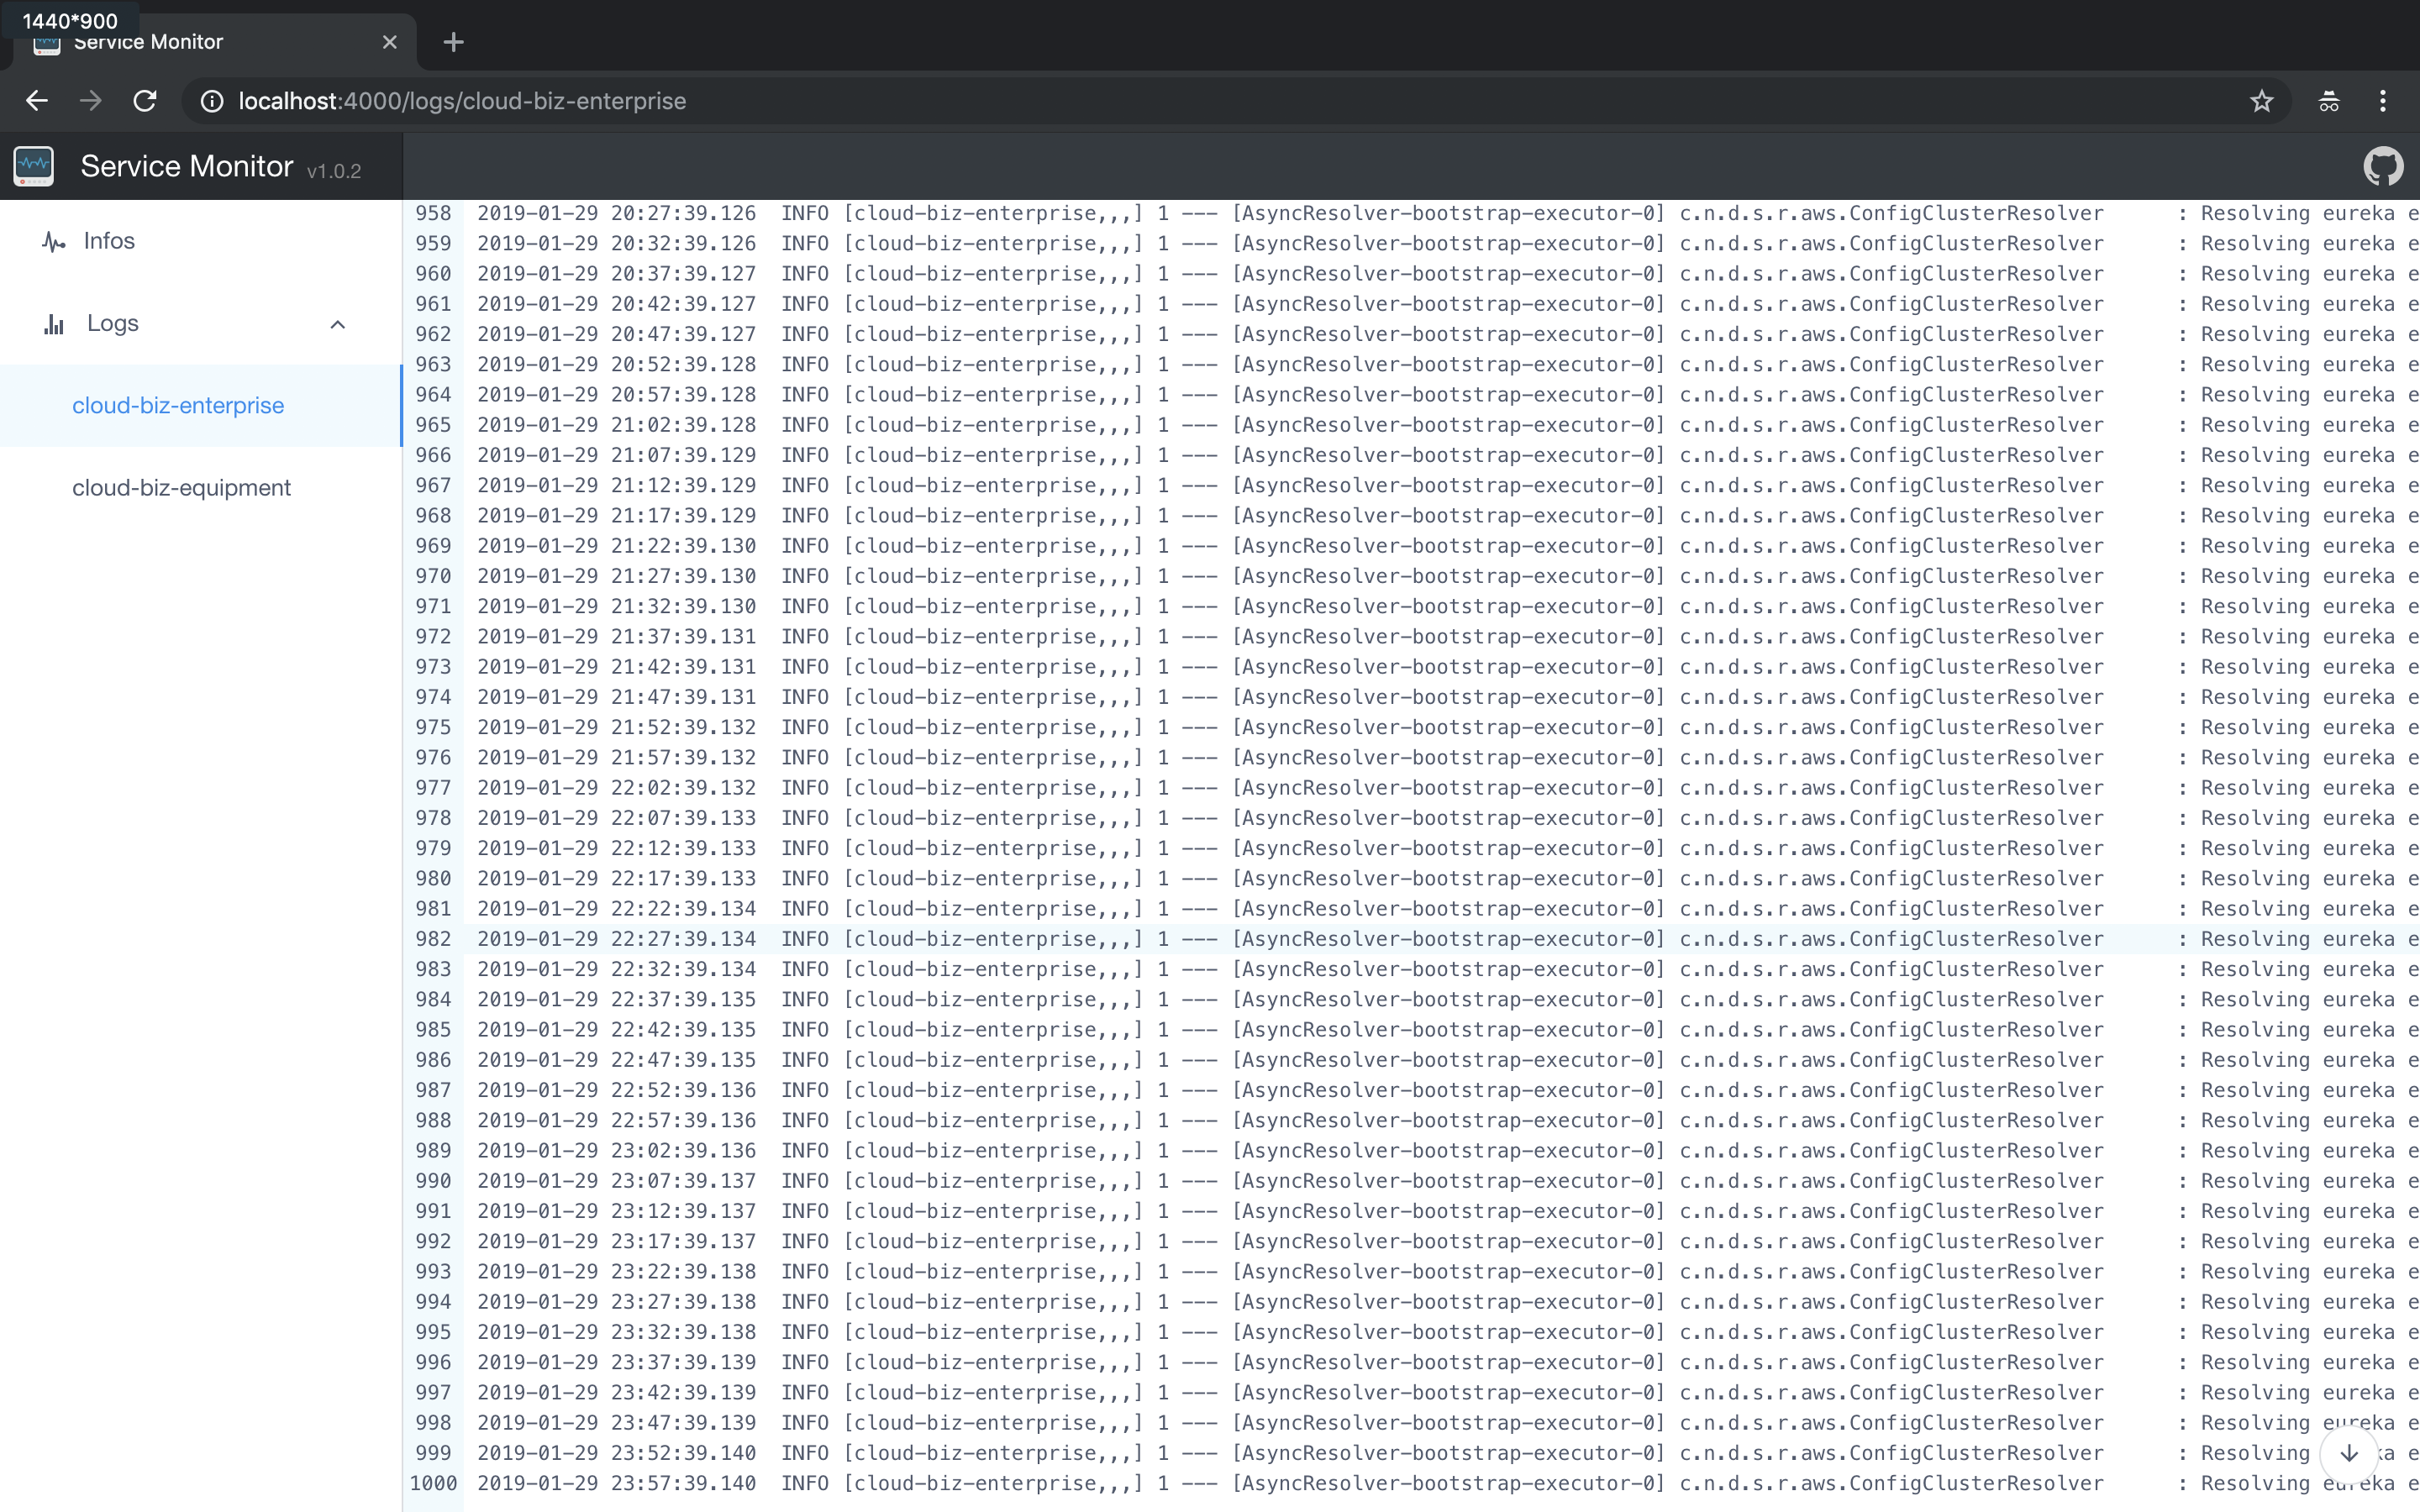 1440*900
Service Monitor
localhost:4000/logs/cloud-biz-enterprise
Service Monitor v1.0.2
Infos
Logs
cloud-biz-enterprise
cloud-biz-equipment
958 2019-01-29 20:27:39.126 INFO [cloud-biz-enterprise,,,] 1 --- [AsyncResolver-bootstrap-executor-0] c.n.d.s.r.aws.ConfigClusterResolver : Resolving eureka e
959 2019-01-29 20:32:39.126 INFO [cloud-biz-enterprise,,,] 1 --- [AsyncResolver-bootstrap-executor-0] c.n.d.s.r.aws.ConfigClusterResolver : Resolving eureka e
960 2019-01-29 20:37:39.127 INFO [cloud-biz-enterprise,,,] 1 --- [AsyncResolver-bootstrap-executor-0] c.n.d.s.r.aws.ConfigClusterResolver : Resolving eureka e
961 2019-01-29 20:42:39.127 INFO [cloud-biz-enterprise,,,] 1 --- [AsyncResolver-bootstrap-executor-0] c.n.d.s.r.aws.ConfigClusterResolver : Resolving eureka e
962 2019-01-29 20:47:39.127 INFO [cloud-biz-enterprise,,,] 1 --- [AsyncResolver-bootstrap-executor-0] c.n.d.s.r.aws.ConfigClusterResolver : Resolving eureka e
963 2019-01-29 20:52:39.128 INFO [cloud-biz-enterprise,,,] 1 --- [AsyncResolver-bootstrap-executor-0] c.n.d.s.r.aws.ConfigClusterResolver : Resolving eureka e
964 2019-01-29 20:57:39.128 INFO [cloud-biz-enterprise,,,] 1 --- [AsyncResolver-bootstrap-executor-0] c.n.d.s.r.aws.ConfigClusterResolver : Resolving eureka e
965 2019-01-29 21:02:39.128 INFO [cloud-biz-enterprise,,,] 1 --- [AsyncResolver-bootstrap-executor-0] c.n.d.s.r.aws.ConfigClusterResolver : Resolving eureka e
966 2019-01-29 21:07:39.129 INFO [cloud-biz-enterprise,,,] 1 --- [AsyncResolver-bootstrap-executor-0] c.n.d.s.r.aws.ConfigClusterResolver : Resolving eureka e
967 2019-01-29 21:12:39.129 INFO [cloud-biz-enterprise,,,] 1 --- [AsyncResolver-bootstrap-executor-0] c.n.d.s.r.aws.ConfigClusterResolver : Resolving eureka e
968 2019-01-29 21:17:39.129 INFO [cloud-biz-enterprise,,,] 1 --- [AsyncResolver-bootstrap-executor-0] c.n.d.s.r.aws.ConfigClusterResolver : Resolving eureka e
969 2019-01-29 21:22:39.130 INFO [cloud-biz-enterprise,,,] 1 --- [AsyncResolver-bootstrap-executor-0] c.n.d.s.r.aws.ConfigClusterResolver : Resolving eureka e
970 2019-01-29 21:27:39.130 INFO [cloud-biz-enterprise,,,] 1 --- [AsyncResolver-bootstrap-executor-0] c.n.d.s.r.aws.ConfigClusterResolver : Resolving eureka e
971 2019-01-29 21:32:39.130 INFO [cloud-biz-enterprise,,,] 1 --- [AsyncResolver-bootstrap-executor-0] c.n.d.s.r.aws.ConfigClusterResolver : Resolving eureka e
972 2019-01-29 21:37:39.131 INFO [cloud-biz-enterprise,,,] 1 --- [AsyncResolver-bootstrap-executor-0] c.n.d.s.r.aws.ConfigClusterResolver : Resolving eureka e
973 2019-01-29 21:42:39.131 INFO [cloud-biz-enterprise,,,] 1 --- [AsyncResolver-bootstrap-executor-0] c.n.d.s.r.aws.ConfigClusterResolver : Resolving eureka e
974 2019-01-29 21:47:39.131 INFO [cloud-biz-enterprise,,,] 1 --- [AsyncResolver-bootstrap-executor-0] c.n.d.s.r.aws.ConfigClusterResolver : Resolving eureka e
975 2019-01-29 21:52:39.132 INFO [cloud-biz-enterprise,,,] 1 --- [AsyncResolver-bootstrap-executor-0] c.n.d.s.r.aws.ConfigClusterResolver : Resolving eureka e
976 2019-01-29 21:57:39.132 INFO [cloud-biz-enterprise,,,] 1 --- [AsyncResolver-bootstrap-executor-0] c.n.d.s.r.aws.ConfigClusterResolver : Resolving eureka e
977 2019-01-29 22:02:39.132 INFO [cloud-biz-enterprise,,,] 1 --- [AsyncResolver-bootstrap-executor-0] c.n.d.s.r.aws.ConfigClusterResolver : Resolving eureka e
978 2019-01-29 22:07:39.133 INFO [cloud-biz-enterprise,,,] 1 --- [AsyncResolver-bootstrap-executor-0] c.n.d.s.r.aws.ConfigClusterResolver : Resolving eureka e
979 2019-01-29 22:12:39.133 INFO [cloud-biz-enterprise,,,] 1 --- [AsyncResolver-bootstrap-executor-0] c.n.d.s.r.aws.ConfigClusterResolver : Resolving eureka e
980 2019-01-29 22:17:39.133 INFO [cloud-biz-enterprise,,,] 1 --- [AsyncResolver-bootstrap-executor-0] c.n.d.s.r.aws.ConfigClusterResolver : Resolving eureka e
981 2019-01-29 22:22:39.134 INFO [cloud-biz-enterprise,,,] 1 --- [AsyncResolver-bootstrap-executor-0] c.n.d.s.r.aws.ConfigClusterResolver : Resolving eureka e
982 2019-01-29 22:27:39.134 INFO [cloud-biz-enterprise,,,] 1 --- [AsyncResolver-bootstrap-executor-0] c.n.d.s.r.aws.ConfigClusterResolver : Resolving eureka e
983 2019-01-29 22:32:39.134 INFO [cloud-biz-enterprise,,,] 1 --- [AsyncResolver-bootstrap-executor-0] c.n.d.s.r.aws.ConfigClusterResolver : Resolving eureka e
984 2019-01-29 22:37:39.135 INFO [cloud-biz-enterprise,,,] 1 --- [AsyncResolver-bootstrap-executor-0] c.n.d.s.r.aws.ConfigClusterResolver : Resolving eureka e
985 2019-01-29 22:42:39.135 INFO [cloud-biz-enterprise,,,] 1 --- [AsyncResolver-bootstrap-executor-0] c.n.d.s.r.aws.ConfigClusterResolver : Resolving eureka e
986 2019-01-29 22:47:39.135 INFO [cloud-biz-enterprise,,,] 1 --- [AsyncResolver-bootstrap-executor-0] c.n.d.s.r.aws.ConfigClusterResolver : Resolving eureka e
987 2019-01-29 22:52:39.136 INFO [cloud-biz-enterprise,,,] 1 --- [AsyncResolver-bootstrap-executor-0] c.n.d.s.r.aws.ConfigClusterResolver : Resolving eureka e
988 2019-01-29 22:57:39.136 INFO [cloud-biz-enterprise,,,] 1 --- [AsyncResolver-bootstrap-executor-0] c.n.d.s.r.aws.ConfigClusterResolver : Resolving eureka e
989 2019-01-29 23:02:39.136 INFO [cloud-biz-enterprise,,,] 1 --- [AsyncResolver-bootstrap-executor-0] c.n.d.s.r.aws.ConfigClusterResolver : Resolving eureka e
990 2019-01-29 23:07:39.137 INFO [cloud-biz-enterprise,,,] 1 --- [AsyncResolver-bootstrap-executor-0] c.n.d.s.r.aws.ConfigClusterResolver : Resolving eureka e
991 2019-01-29 23:12:39.137 INFO [cloud-biz-enterprise,,,] 1 --- [AsyncResolver-bootstrap-executor-0] c.n.d.s.r.aws.ConfigClusterResolver : Resolving eureka e
992 2019-01-29 23:17:39.137 INFO [cloud-biz-enterprise,,,] 1 --- [AsyncResolver-bootstrap-executor-0] c.n.d.s.r.aws.ConfigClusterResolver : Resolving eureka e
993 2019-01-29 23:22:39.138 INFO [cloud-biz-enterprise,,,] 1 --- [AsyncResolver-bootstrap-executor-0] c.n.d.s.r.aws.ConfigClusterResolver : Resolving eureka e
994 2019-01-29 23:27:39.138 INFO [cloud-biz-enterprise,,,] 1 --- [AsyncResolver-bootstrap-executor-0] c.n.d.s.r.aws.ConfigClusterResolver : Resolving eureka e
995 2019-01-29 23:32:39.138 INFO [cloud-biz-enterprise,,,] 1 --- [AsyncResolver-bootstrap-executor-0] c.n.d.s.r.aws.ConfigClusterResolver : Resolving eureka e
996 2019-01-29 23:37:39.139 INFO [cloud-biz-enterprise,,,] 1 --- [AsyncResolver-bootstrap-executor-0] c.n.d.s.r.aws.ConfigClusterResolver : Resolving eureka e
997 2019-01-29 23:42:39.139 INFO [cloud-biz-enterprise,,,] 1 --- [AsyncResolver-bootstrap-executor-0] c.n.d.s.r.aws.ConfigClusterResolver : Resolving eureka e
998 2019-01-29 23:47:39.139 INFO [cloud-biz-enterprise,,,] 1 --- [AsyncResolver-bootstrap-executor-0] c.n.d.s.r.aws.ConfigClusterResolver : Resolving eureka e
999 2019-01-29 23:52:39.140 INFO [cloud-biz-enterprise,,,] 1 --- [AsyncResolver-bootstrap-executor-0] c.n.d.s.r.aws.ConfigClusterResolver : Resolving e
1000 2019-01-29 23:57:39.140 INFO [cloud-biz-enterprise,,,] 1 --- [AsyncResolver-bootstrap-executor-0] c.n.d.s.r.aws.ConfigClusterResolver : Resolving eureka e